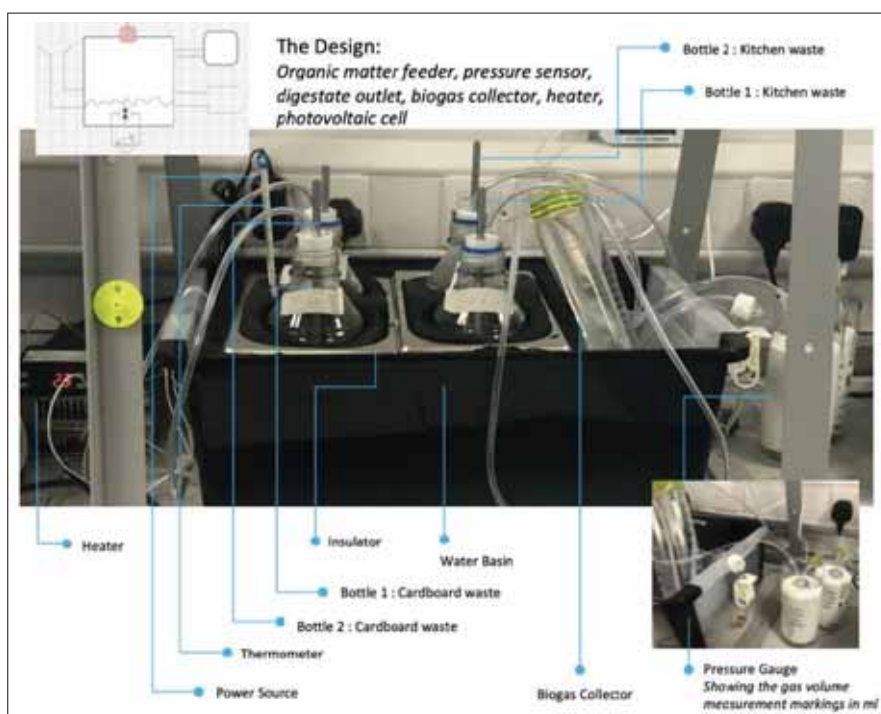 The Design:
Organic matter feeder, pressure sensor,
digestate outlet, biogas collector, heater,
photovoltaic cell
Bottle 2 : Kitchen waste
Bottle 1 : Kitchen waste
Heater
Insulator
Water Basin
Bottle 1 : Cardboard waste
Bottle 2 : Cardboard waste
Thermometer
Power Source
Biogas Collector
Pressure Gauge
Showing the gas volume
measurement markings in ml